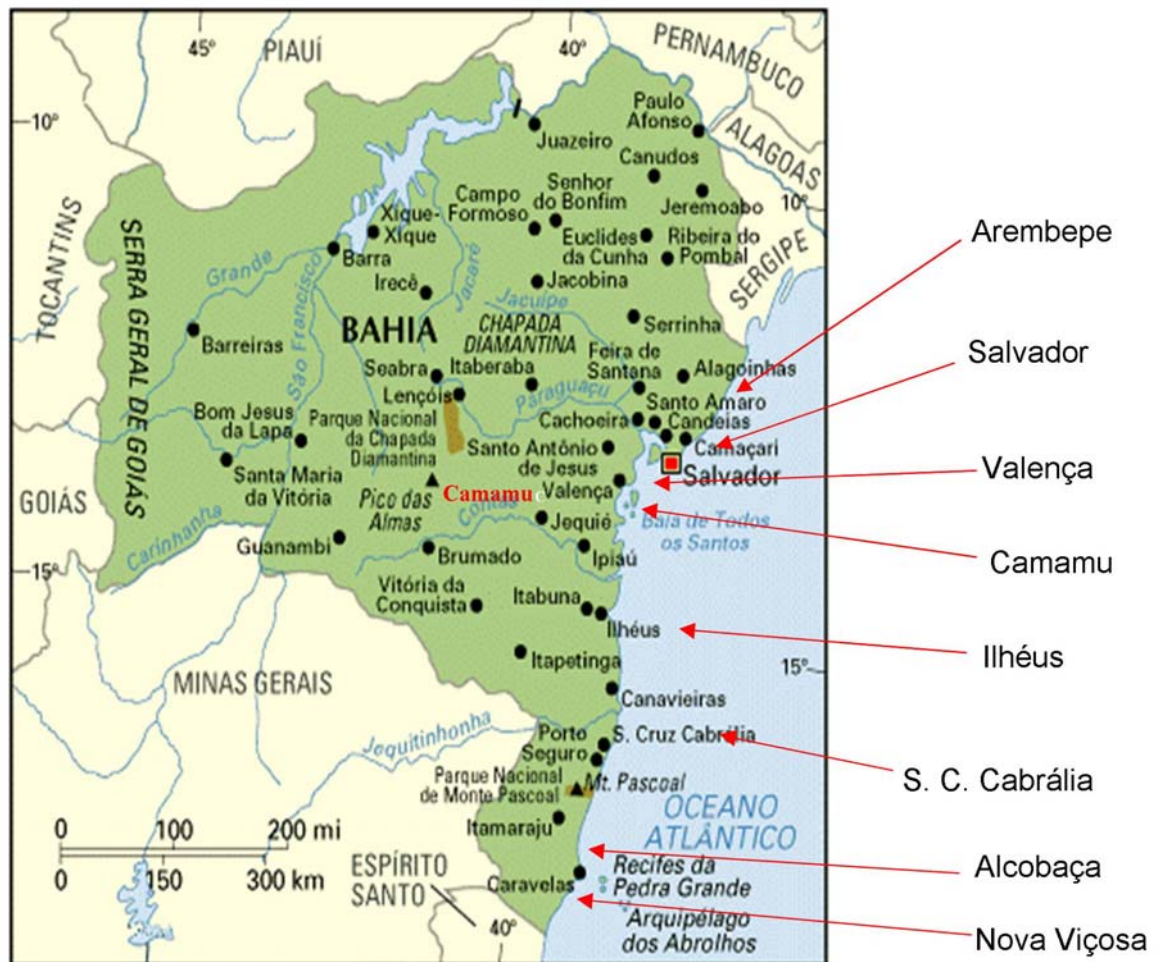 45°
40°
PIAUÍ
PERNAMBUCO
10°
Paulo
Afonso
ALAGOAS
Juazeiro
Canudos
Senhor
do Bonfim
Campo
Formoso
Jeremoabo
10°
Xique-
Xique
Euclides
da Cunha
Ribeira do
Pombal
SERGIPE
Arembepe
TOCANTINS
SERRA GERAL DE GOIÁS
Grande
Barra
São Francisco
Irecê
Jacaré
Jacobina
Jacuípe
Serrinha
BAHIA
CHAPADA
DIAMANTINA
Barreiras
Feira de
Santana
Alagoinhas
Salvador
Seabra
Itaberaba
Lençóis
Paraguaçu
Santo Amaro
Cachoeira
Candeias
Bom Jesus
da Lapa
Parque Nacional
da Chapada
Diamantina
Santo Antônio
de Jesus
Camaçari
Salvador
Valença
Santa Maria
da Vitória
GOIÁS
Pico das
Almas
Camamu
c
Valença
Contas
Jequié
Baía de Todos
os Santos
Camamu
Carinhanha
Guanambi
Brumado
Ipiaú
15°
Vitória da
Conquista
Itabuna
Ilhéus
Ilhéus
Itapetinga
15°
MINAS GERAIS
Canavieiras
Jequitinhonha
Porto
Seguro
S. Cruz Cabrália
S. C. Cabrália
Parque Nacional
de Monte Pascoal
Mt. Pascoal
OCEANO
ATLÂNTICO
0 100 200 mi
0 150 300 km
Itamaraju
ESPÍRITO
SANTO
Caravelas
Recifes da
Pedra Grande
Alcobaça
Arquipélago
dos Abrolhos
40°
Nova Viçosa